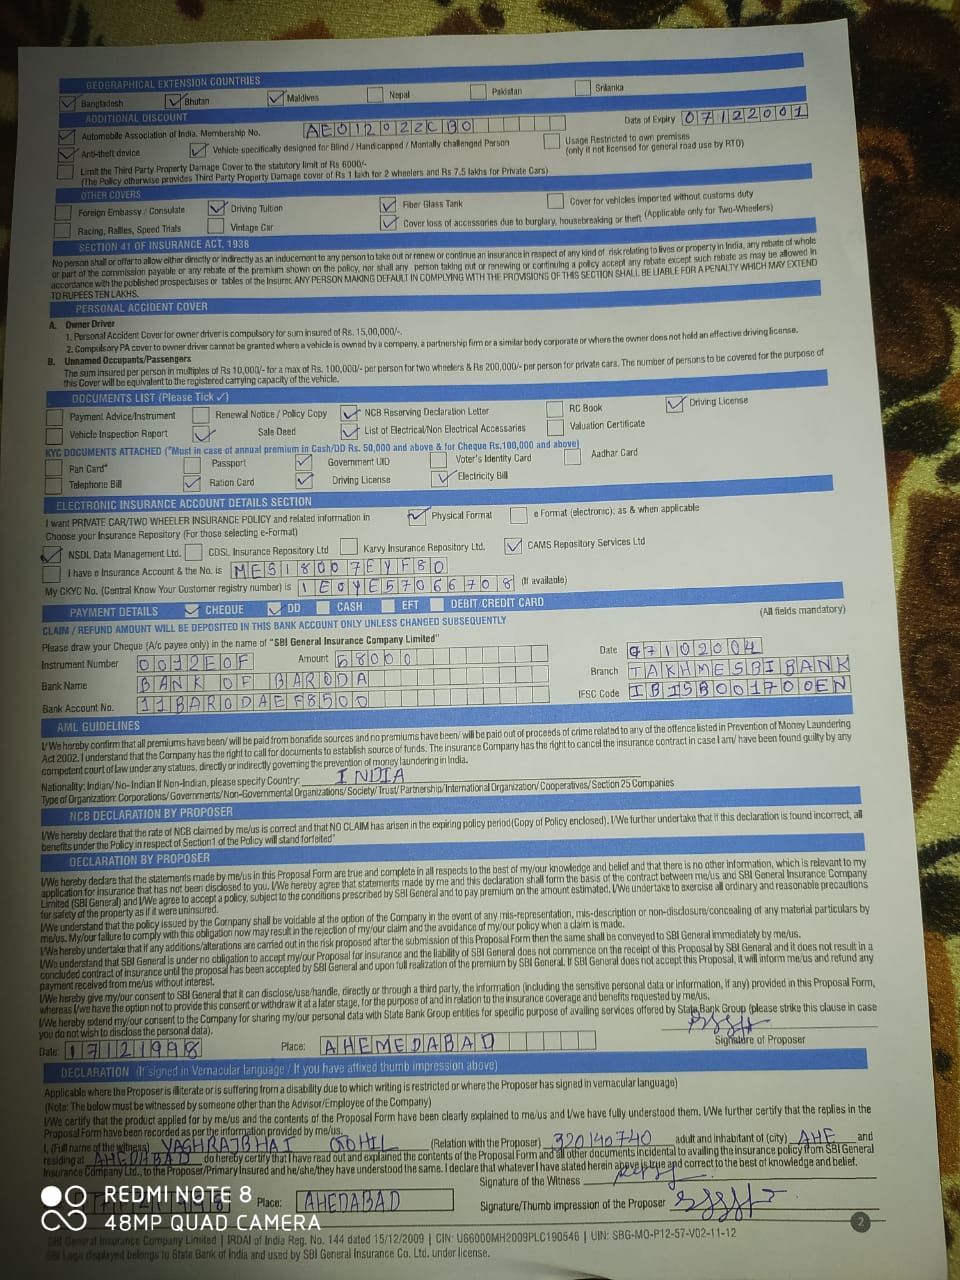 GEOGRAPHICAL EXTENSION COUNTRIES
Bangladesh Bhutan Maldives Nepal Pakistan Srilanka
ADDITIONAL DISCOUNT
Automobile Association of India. Membership No. AE012022CB0 Date of Expiry 07122001
Anti-theft device Vehicle specifically designed for Blind / Handicapped / Mentally challenged Person Usage Restricted to own premises
(only if not licensed for general road use by RTO)
Limit the Third Party Property Damage Cover to the statutory limit of Rs 6000/-
(The Policy otherwise provides Third Party Property Damage cover of Rs 1 lakh for 2 wheelers and Rs 7.5 lakhs for Private Cars)
OTHER COVERS
Foreign Embassy / Consulate Driving Tuition Fiber Glass Tank Cover for vehicles imported without customs duty
Racing, Rallies, Speed Trials Vintage Car Cover loss of accessories due to burglary, housebreaking or theft (Applicable only for Two-Wheelers)
SECTION 41 OF INSURANCE ACT, 1938
No person shall or offer to allow either directly or indirectly as an inducement to any person to take out or renew or continue an insurance in respect of any kind of risk relating to lives or property in India, any rebate of whole
or part of the commission payable or any rebate of the premium shown on the policy, nor shall any person taking out or renewing or continuing a policy accept any rebate except such rebate as may be allowed in
accordance with the published prospectuses or tables of the Insurer. ANY PERSON MAKING DEFAULT IN COMPLYING WITH THE PROVISIONS OF THIS SECTION SHALL BE LIABLE FOR A PENALTY WHICH MAY EXTEND
TO RUPEES TEN LAKHS.
PERSONAL ACCIDENT COVER
A. Owner Driver
1. Personal Accident Cover for owner driver is compulsory for sum insured of Rs. 15,00,000/-.
2. Compulsory PA cover to owner driver cannot be granted where a vehicle is owned by a company, a partnership firm or a similar body corporate or where the owner does not hold an effective driving license.
B. Unnamed Occupants/Passengers
The sum insured per person in multiples of Rs 10,000/- for a max of Rs. 100,000/- per person for two wheelers & Rs 200,000/- per person for private cars. The number of persons to be covered for the purpose of
this Cover will be equivalent to the registered carrying capacity of the vehicle.
DOCUMENTS LIST (Please Tick ✓)
Payment Advice/Instrument Renewal Notice / Policy Copy NCB Reserving Declaration Letter RC Book Driving License
Vehicle Inspection Report Sale Deed List of Electrical/Non Electrical Accessories Valuation Certificate
KYC DOCUMENTS ATTACHED (*Must in case of annual premium in Cash/DD Rs. 50,000 and above & for Cheque Rs.100,000 and above)
Pan Card* Passport Government UID Voter's Identity Card Aadhar Card
Telephone Bill Ration Card Driving License Electricity Bill
ELECTRONIC INSURANCE ACCOUNT DETAILS SECTION
I want PRIVATE CAR/TWO WHEELER INSURANCE POLICY and related information in Physical Format e Format (electronic); as & when applicable
Choose your Insurance Repository (For those selecting e-Format)
NSDL Data Management Ltd. CDSL Insurance Repository Ltd Karvy Insurance Repository Ltd. CAMS Repository Services Ltd
I have e Insurance Account & the No. is MES18007EYF80
My CKYC No. (Central Know Your Customer registry number) is 1E0YE57066708 (If available)
PAYMENT DETAILS CHEQUE DD CASH EFT DEBIT/CREDIT CARD (All fields mandatory)
CLAIM / REFUND AMOUNT WILL BE DEPOSITED IN THIS BANK ACCOUNT ONLY UNLESS CHANGED SUBSEQUENTLY
Please draw your Cheque (A/c payee only) in the name of "SBI General Insurance Company Limited"
Instrument Number 0012E0F Amount 58000 Date 07102004
Bank Name BANK OF BARODA Branch TAKHMESBI BANK
Bank Account No. 11BARODAEF8500 IFSC Code IBISB001700EN
AML GUIDELINES
I/We hereby confirm that all premiums have been/ will be paid from bonafide sources and no premiums have been/ will be paid out of proceeds of crime related to any of the offence listed in Prevention of Money Laundering
Act 2002. I understand that the Company has the right to call for documents to establish source of funds. The insurance Company has the right to cancel the insurance contract in case I am/ have been found guilty by any
competent court of law under any statues, directly or indirectly governing the prevention of money laundering in India.
Nationality: Indian/ No-Indian If Non-Indian, please specify Country: INDIA
Type of Organization: Corporations/ Governments/ Non-Governmental Organizations/ Society/ Trust/ Partnership/ International Organization/ Cooperatives/ Section 25 Companies
NCB DECLARATION BY PROPOSER
I/We hereby declare that the rate of NCB claimed by me/us is correct and that NO CLAIM has arisen in the expiring policy period (Copy of Policy enclosed). I/We further undertake that if this declaration is found incorrect, all
benefits under the Policy in respect of Section1 of the Policy will stand forfeited"
DECLARATION BY PROPOSER
I/We hereby declare that the statements made by me/us in this Proposal Form are true and complete in all respects to the best of my/our knowledge and belief and that there is no other information, which is relevant to my
application for insurance that has not been disclosed to you. I/We hereby agree that statements made by me and this declaration shall form the basis of the contract between me/us and SBI General Insurance Company
Limited (SBI General) and I/We agree to accept a policy, subject to the conditions prescribed by SBI General and to pay premium on the amount estimated. I/We undertake to exercise all ordinary and reasonable precautions
for safety of the property as if it were uninsured.
I/We understand that the policy issued by the Company shall be voidable at the option of the Company in the event of any mis-representation, mis-description or non-disclosure/concealing of any material particulars by
me/us. My/our failure to comply with this obligation now may result in the rejection of my/our claim and the avoidance of my/our policy when a claim is made.
I/We hereby undertake that if any additions/alterations are carried out in the risk proposed after the submission of this Proposal Form then the same shall be conveyed to SBI General immediately by me/us.
I/We understand that SBI General is under no obligation to accept my/our Proposal for insurance and the liability of SBI General does not commence on the receipt of this Proposal by SBI General and it does not result in a
concluded contract of insurance until the proposal has been accepted by SBI General and upon full realization of the premium by SBI General. If SBI General does not accept this Proposal, it will inform me/us and refund any
payment received from me/us without interest.
I/We hereby give my/our consent to SBI General that it can disclose/use/handle, directly or through a third party, the information (including the sensitive personal data or information, if any) provided in this Proposal Form,
whereas I/we have the option not to provide this consent or withdraw it at a later stage, for the purpose of and in relation to the insurance coverage and benefits requested by me/us.
I/We hereby extend my/our consent to the Company for sharing my/our personal data with State Bank Group entities for specific purpose of availing services offered by State Bank Group (please strike this clause in case
you do not wish to disclose the personal data).
Date: 17121998 Place: AHEMEDABAD Signature of Proposer
DECLARATION (If signed in Vernacular language / If you have affixed thumb impression above)
Applicable where the Proposer is illiterate or is suffering from a disability due to which writing is restricted or where the Proposer has signed in vernacular language)
(Note: The below must be witnessed by someone other than the Advisor/Employee of the Company)
I/We certify that the product applied for by me/us and the contents of the Proposal Form have been clearly explained to me/us and I/we have fully understood them. I/We further certify that the replies in the
Proposal Form have been recorded as per the information provided by me/us.
I, (Full name of the witness) YAGHRAJBHAI GOHIL (Relation with the Proposer) 320140740 adult and inhabitant of (city) AHE and
residing at AHEDABAD do hereby certify that I have read out and explained the contents of the Proposal Form and all other documents incidental to availing the insurance policy from SBI General
Insurance Company Ltd., to the Proposer/Primary Insured and he/she/they have understood the same. I declare that whatever I have stated herein above is true and correct to the best of knowledge and belief.
Signature of the Witness
Place: AHEDABAD Signature/Thumb impression of the Proposer
2
SBI General Insurance Company Limited | IRDAI of India Reg. No. 144 dated 15/12/2009 | CIN: U66000MH2009PLC190546 | UIN: SBG-MO-P12-57-V02-11-12
SBI Logo displayed belongs to State Bank of India and used by SBI General Insurance Co. Ltd. under license.
REDMI NOTE 8
48MP QUAD CAMERA